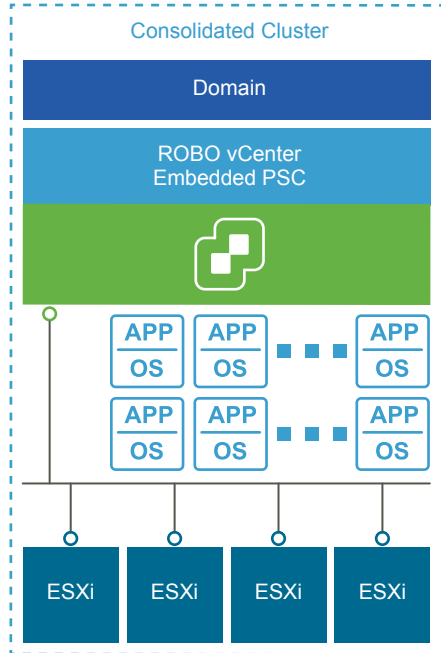 Consolidated Cluster
Domain
ROBO vCenter
Embedded PSC
APP APP APP
OS OS OS
APP APP APP
OS OS OS
ESXi ESXi ESXi ESXi